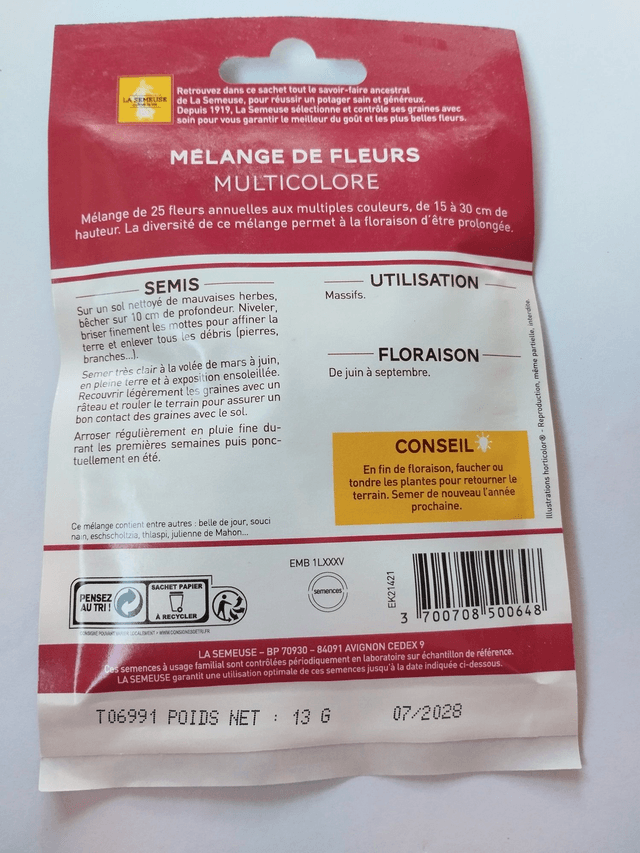 LA SEMEUSE
Retrouvez dans ce sachet tout le savoir-faire ancestral
de La Semeuse, pour réussir un potager sain et généreux.
Depuis 1919, La Semeuse sélectionne et contrôle ses graines avec
soin pour vous garantir le meilleur du goût et les plus belles fleurs.
MÉLANGE DE FLEURS
MULTICOLORE
Mélange de 25 fleurs annuelles aux multiples couleurs, de 15 à 30 cm de
hauteur. La diversité de ce mélange permet à la floraison d'être prolongée.
SEMIS
Sur un sol nettoyé de mauvaises herbes,
bêcher sur 10 cm de profondeur. Niveler,
briser finement les mottes pour affiner la
terre et enlever tous les débris (pierres,
branches...).
Semer très clair à la volée de mars à juin,
en pleine terre et à exposition ensoleillée.
Recouvrir légèrement les graines avec un
râteau et rouler le terrain pour assurer un
bon contact des graines avec le sol.
Arroser régulièrement en pluie fine du-
rant les premières semaines puis ponc-
tuellement en été.
Ce mélange contient entre autres : belle de jour, souci
nain, eschscholtzia, thlaspi, julienne de Mahon...
UTILISATION
Massifs.
FLORAISON
De juin à septembre.
CONSEIL
En fin de floraison, faucher ou
tondre les plantes pour retourner le
terrain. Semer de nouveau l'année
prochaine.
Illustrations horticolor® - Reproduction, même partielle, interdite.
PENSEZ
AU TRI !
SACHET PAPIER
À RECYCLER
CONSIGNE POUVANT VARIER LOCALEMENT > WWW.CONSIGNESDETRI.FR
EMB 1LXXXV
semences
EK21421
3 700708 500648
LA SEMEUSE – BP 70930 – 84091 AVIGNON CEDEX 9
Ces semences à usage familial sont contrôlées périodiquement en laboratoire sur échantillon de référence.
LA SEMEUSE garantit une utilisation optimale de ces semences jusqu'à la date indiquée ci-dessous.
T06991 POIDS NET : 13 G 07/2028